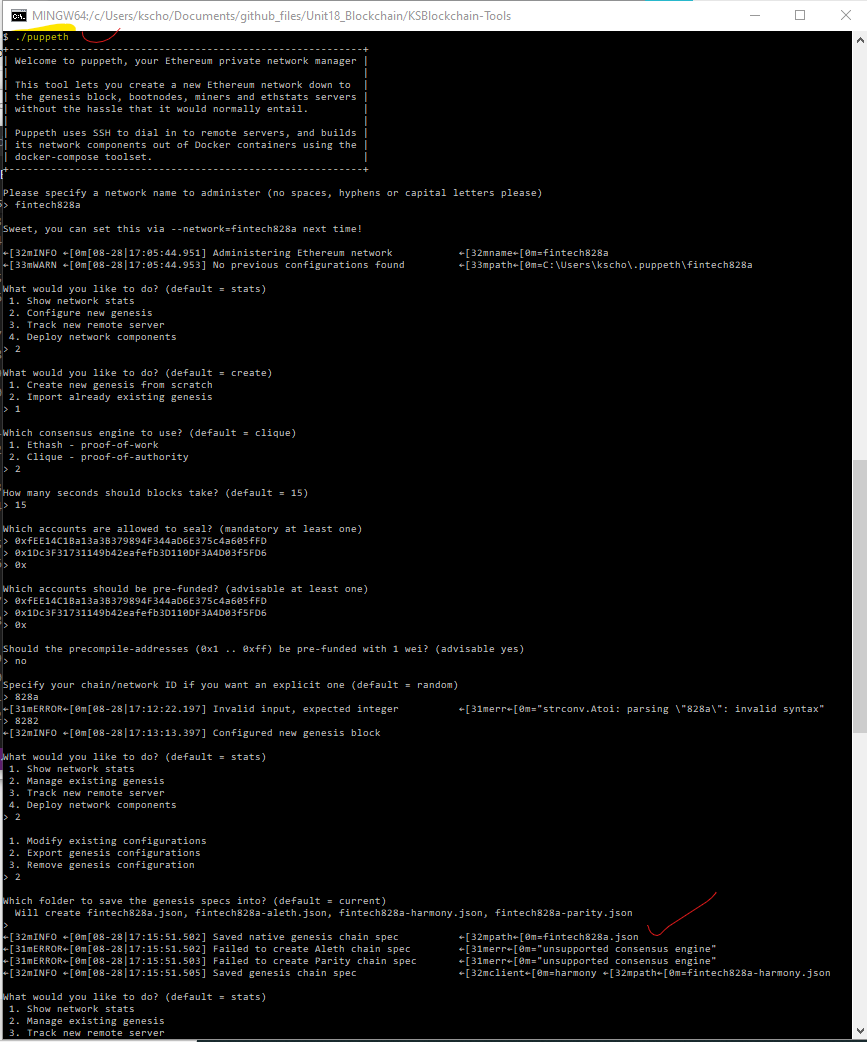 MINGW64:/c/Users/kscho/Documents/github_files/Unit18_Blockchain/KSBlockchain-Tools
$ ./puppeth
+-----------------------------------------------------------+
| Welcome to puppeth, your Ethereum private network manager |
|                                                           |
| This tool lets you create a new Ethereum network down to  |
| the genesis block, bootnodes, miners and ethstats servers |
| without the hassle that it would normally entail.         |
|                                                           |
| Puppeth uses SSH to dial in to remote servers, and builds |
| its network components out of Docker containers using the |
| docker-compose toolset.                                   |
+-----------------------------------------------------------+
Please specify a network name to administer (no spaces, hyphens or capital letters please)
> fintech828a
Sweet, you can set this via --network=fintech828a next time!
←[32mINFO ←[0m[08-28|17:05:44.951] Administering Ethereum network           ←[32mname←[0m=fintech828a
←[33mWARN ←[0m[08-28|17:05:44.953] No previous configurations found         ←[33mpath←[0m=C:\Users\kscho\.puppeth\fintech828a
What would you like to do? (default = stats)
1. Show network stats
2. Configure new genesis
3. Track new remote server
4. Deploy network components
> 2
What would you like to do? (default = create)
1. Create new genesis from scratch
2. Import already existing genesis
> 1
Which consensus engine to use? (default = clique)
1. Ethash - proof-of-work
2. Clique - proof-of-authority
> 2
How many seconds should blocks take? (default = 15)
> 15
Which accounts are allowed to seal? (mandatory at least one)
> 0xfEE14C1Ba13a3B379894F344aD6E375c4a605fFD
> 0x1Dc3F31731149b42eafefb3D110DF3A4D03f5FD6
> 0x
Which accounts should be pre-funded? (advisable at least one)
> 0xfEE14C1Ba13a3B379894F344aD6E375c4a605fFD
> 0x1Dc3F31731149b42eafefb3D110DF3A4D03f5FD6
> 0x
Should the precompile-addresses (0x1 .. 0xff) be pre-funded with 1 wei? (advisable yes)
> no
Specify your chain/network ID if you want an explicit one (default = random)
> 828a
←[31mERROR←[0m[08-28|17:12:22.197] Invalid input, expected integer          ←[31merr←[0m="strconv.Atoi: parsing \"828a\": invalid syntax"
> 8282
←[32mINFO ←[0m[08-28|17:13:13.397] Configured new genesis block
What would you like to do? (default = stats)
1. Show network stats
2. Manage existing genesis
3. Track new remote server
4. Deploy network components
> 2
1. Modify existing configurations
2. Export genesis configurations
3. Remove genesis configuration
> 2
Which folder to save the genesis specs into? (default = current)
Will create fintech828a.json, fintech828a-aleth.json, fintech828a-harmony.json, fintech828a-parity.json
>
←[32mINFO ←[0m[08-28|17:15:51.502] Saved native genesis chain spec          ←[32mpath←[0m=fintech828a.json
←[31mERROR←[0m[08-28|17:15:51.502] Failed to create Aleth chain spec        ←[31merr←[0m="unsupported consensus engine"
←[31mERROR←[0m[08-28|17:15:51.503] Failed to create Parity chain spec       ←[31merr←[0m="unsupported consensus engine"
←[32mINFO ←[0m[08-28|17:15:51.505] Saved genesis chain spec                 ←[32mclient←[0m=harmony ←[32mpath←[0m=fintech828a-harmony.json
What would you like to do? (default = stats)
1. Show network stats
2. Manage existing genesis
3. Track new remote server